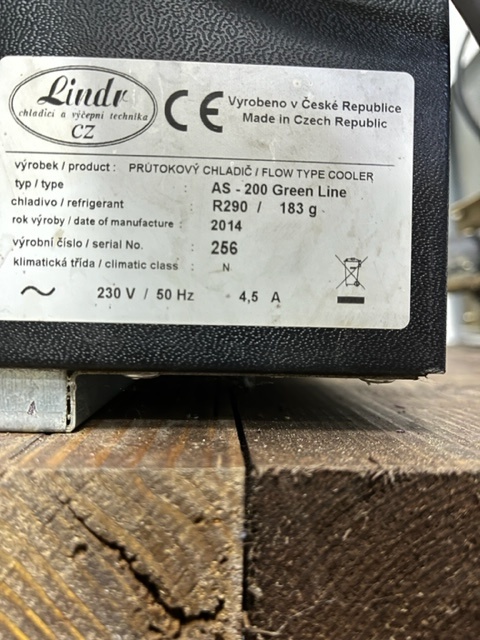 Lindr
chladicí a výčepní technika
CZ
CE
Vyrobeno v České Republice
Made in Czech Republic
výrobek / product : PRŮTOKOVÝ CHLADIČ / FLOW TYPE COOLER
typ / type : AS - 200 Green Line
chladivo / refrigerant : R290 / 183 g
rok výroby / date of manufacture : 2014
výrobní číslo / serial No. : 256
klimatická třída / climatic class : N
230 V / 50 Hz 4,5 A